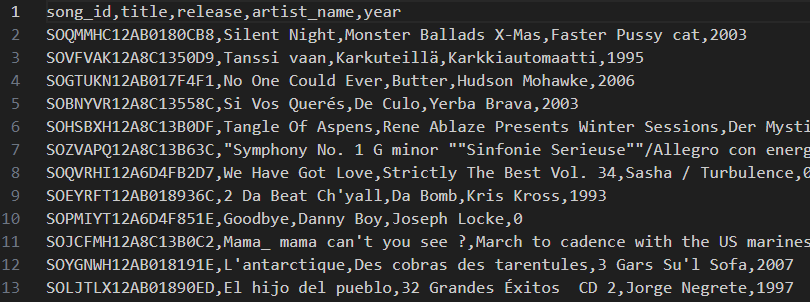 1 song_id,title,release,artist_name,year
2 SOQMMHC12AB0180CB8,Silent Night,Monster Ballads X-Mas,Faster Pussy cat,2003
3 SOVFVAK12A8C1350D9,Tanssi vaan,Karkuteillä,Karkkiautomaatti,1995
4 SOGTUKN12AB017F4F1,No One Could Ever,Butter,Hudson Mohawke,2006
5 SOBNYVR12A8C13558C,Si Vos Querés,De Culo,Yerba Brava,2003
6 SOHSBXH12A8C13B0DF,Tangle Of Aspens,Rene Ablaze Presents Winter Sessions,Der Mysti
7 SOZVAPQ12A8C13B63C,"Symphony No. 1 G minor ""Sinfonie Serieuse""/Allegro con energ
8 SOQVRHI12A6D4FB2D7,We Have Got Love,Strictly The Best Vol. 34,Sasha / Turbulence,0
9 SOEYRFT12AB018936C,2 Da Beat Ch'yall,Da Bomb,Kris Kross,1993
10 SOPMIYT12A6D4F851E,Goodbye,Danny Boy,Joseph Locke,0
11 SOJCFMH12A8C13B0C2,Mama_ mama can't you see ?,March to cadence with the US marines
12 SOYGNWH12AB018191E,L'antarctique,Des cobras des tarentules,3 Gars Su'l Sofa,2007
13 SOLJTLX12AB01890ED,El hijo del pueblo,32 Grandes Éxitos  CD 2,Jorge Negrete,1997